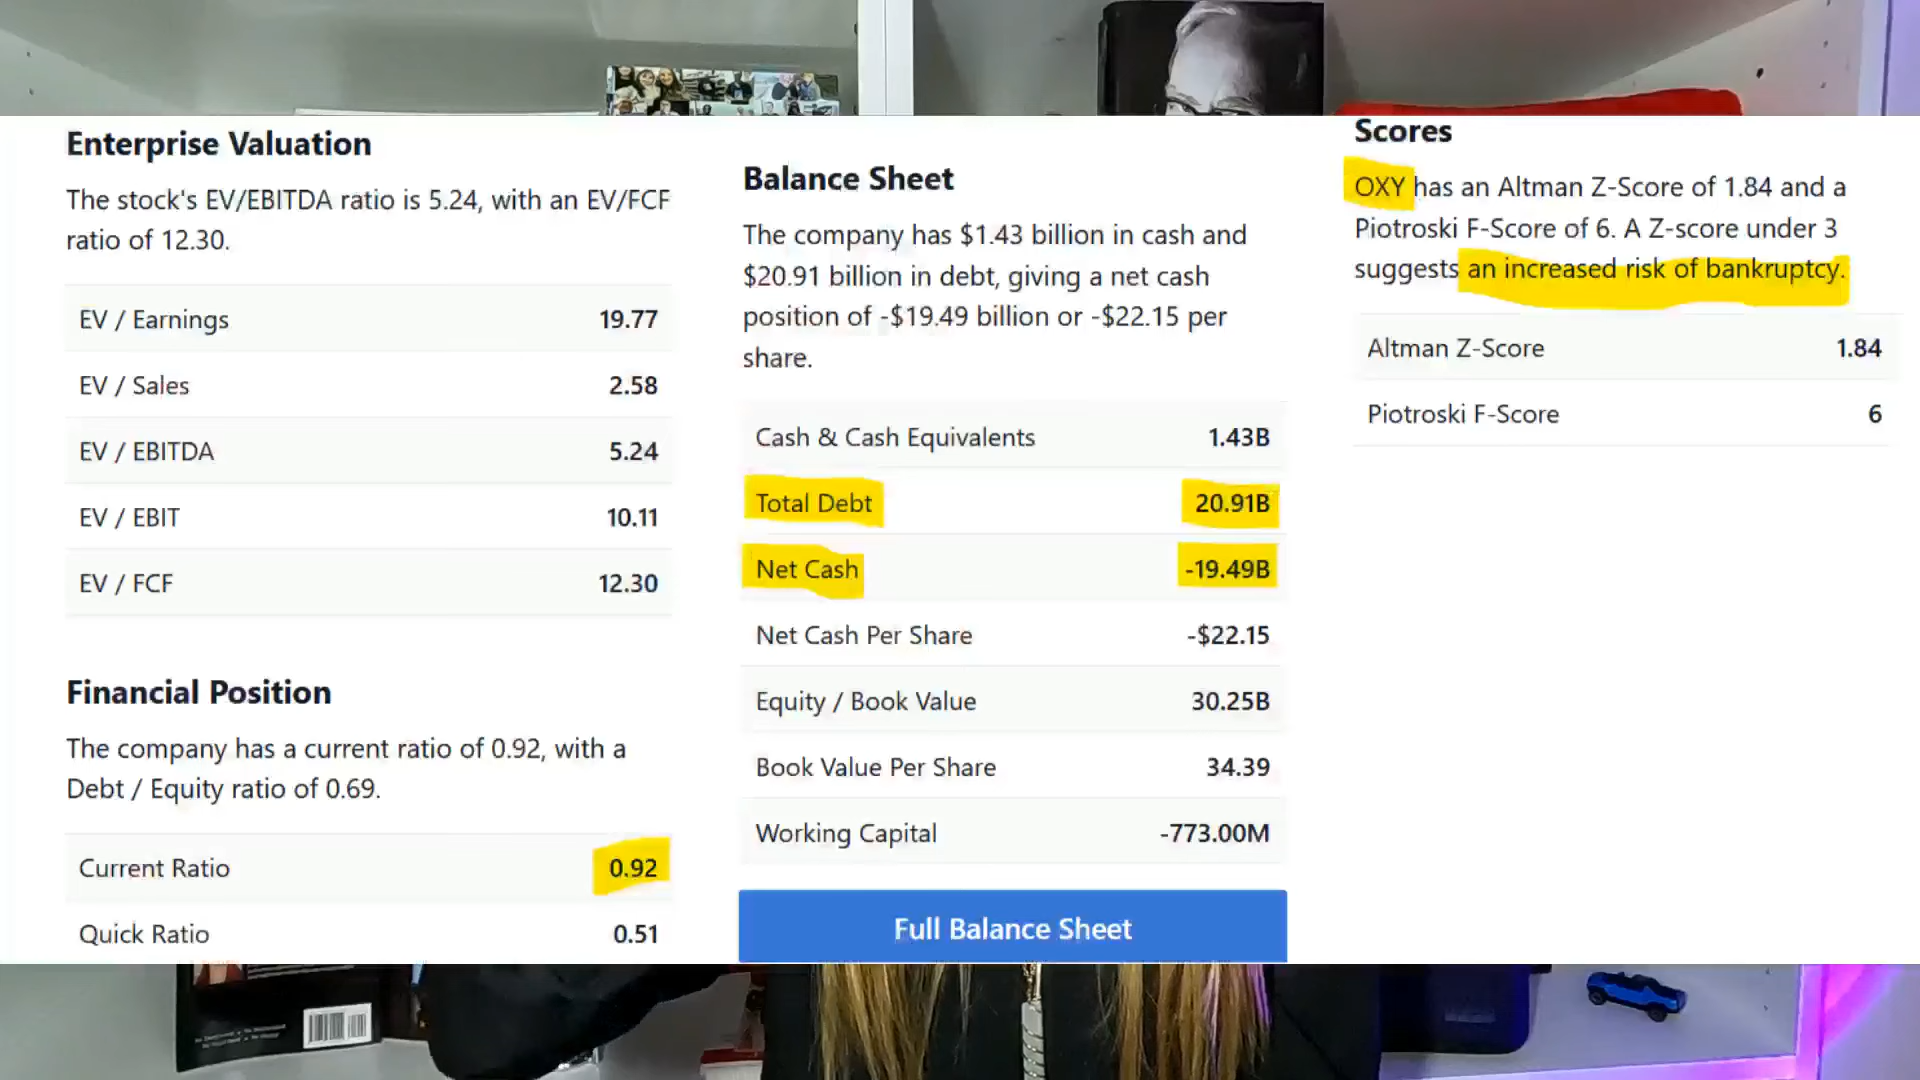 Enterprise Valuation
The stock's EV/EBITDA ratio is 5.24, with an EV/FCF
ratio of 12.30.
EV / Earnings 19.77
EV / Sales 2.58
EV / EBITDA 5.24
EV / EBIT 10.11
EV / FCF 12.30
Financial Position
The company has a current ratio of 0.92, with a
Debt / Equity ratio of 0.69.
Current Ratio 0.92
Quick Ratio 0.51
Balance Sheet
The company has $1.43 billion in cash and
$20.91 billion in debt, giving a net cash
position of -$19.49 billion or -$22.15 per
share.
Cash & Cash Equivalents 1.43B
Total Debt 20.91B
Net Cash -19.49B
Net Cash Per Share -$22.15
Equity / Book Value 30.25B
Book Value Per Share 34.39
Working Capital -773.00M
Full Balance Sheet
Scores
OXY has an Altman Z-Score of 1.84 and a
Piotroski F-Score of 6. A Z-score under 3
suggests an increased risk of bankruptcy.
Altman Z-Score 1.84
Piotroski F-Score 6